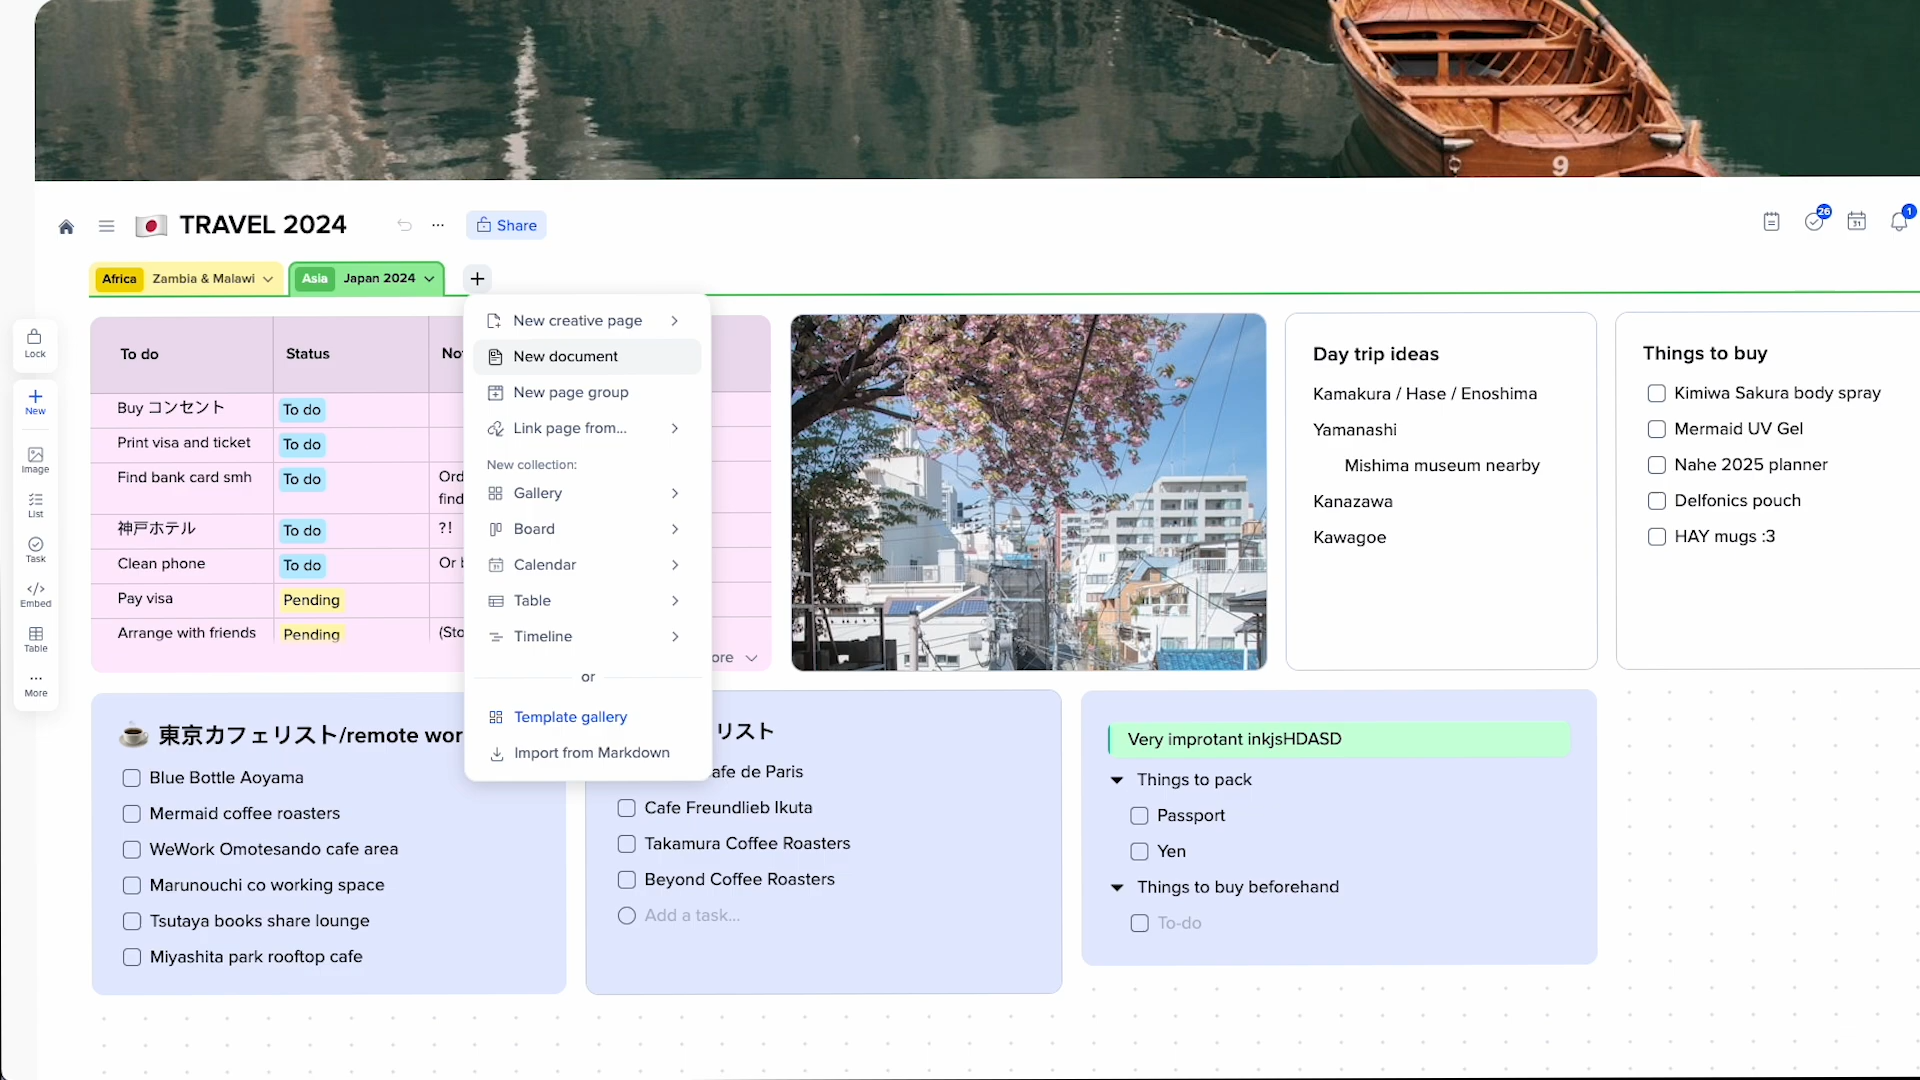 9
TRAVEL 2024
...
Share
26
31
1
Africa Zambia & Malawi
Asia Japan 2024
+
Lock
New
Image
List
Task
Embed
Table
More
To do Status
Buy コンセント To do
Print visa and ticket To do
Find bank card smh To do Ord
find
神戸ホテル To do ?!
Clean phone To do Or
Pay visa Pending
Arrange with friends Pending (Sto
ore
New creative page
New document
New page group
Link page from...
New collection:
Gallery
Board
Calendar
Table
Timeline
or
Template gallery
Import from Markdown
Day trip ideas
Kamakura / Hase / Enoshima
Yamanashi
Mishima museum nearby
Kanazawa
Kawagoe
Things to buy
Kimiwa Sakura body spray
Mermaid UV Gel
Nahe 2025 planner
Delfonics pouch
HAY mugs :3
東京カフェリスト/remote wor
Blue Bottle Aoyama
Mermaid coffee roasters
WeWork Omotesando cafe area
Marunouchi co working space
Tsutaya books share lounge
Miyashita park rooftop cafe
リスト
afe de Paris
Cafe Freundlieb Ikuta
Takamura Coffee Roasters
Beyond Coffee Roasters
Add a task...
Very improtant inkjsHDASD
Things to pack
Passport
Yen
Things to buy beforehand
To-do